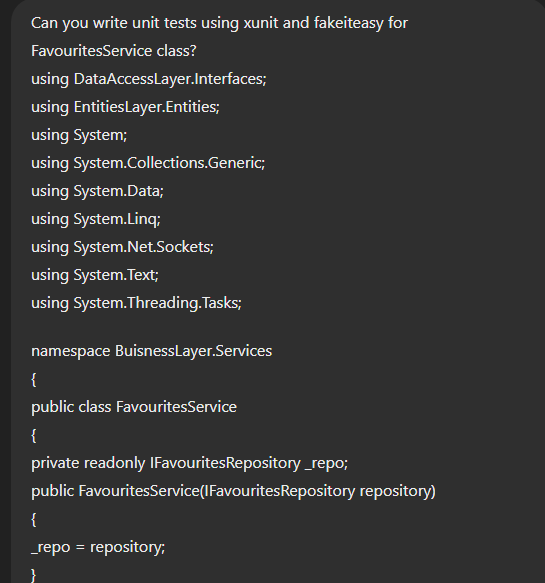 Can you write unit tests using xunit and fakeiteasy for
FavouritesService class?
using DataAccessLayer.Interfaces;
using EntitiesLayer.Entities;
using System;
using System.Collections.Generic;
using System.Data;
using System.Linq;
using System.Net.Sockets;
using System.Text;
using System.Threading.Tasks;
namespace BuisnessLayer.Services
{
public class FavouritesService
{
private readonly IFavouritesRepository _repo;
public FavouritesService(IFavouritesRepository repository)
{
_repo = repository;
}